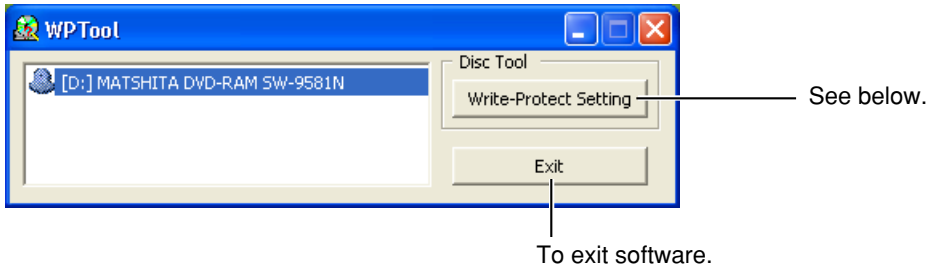 WPTool
Disc Tool
[D:] MATSHITA DVD-RAM SW-9581N
Write-Protect Setting
See below.
Exit
To exit software.